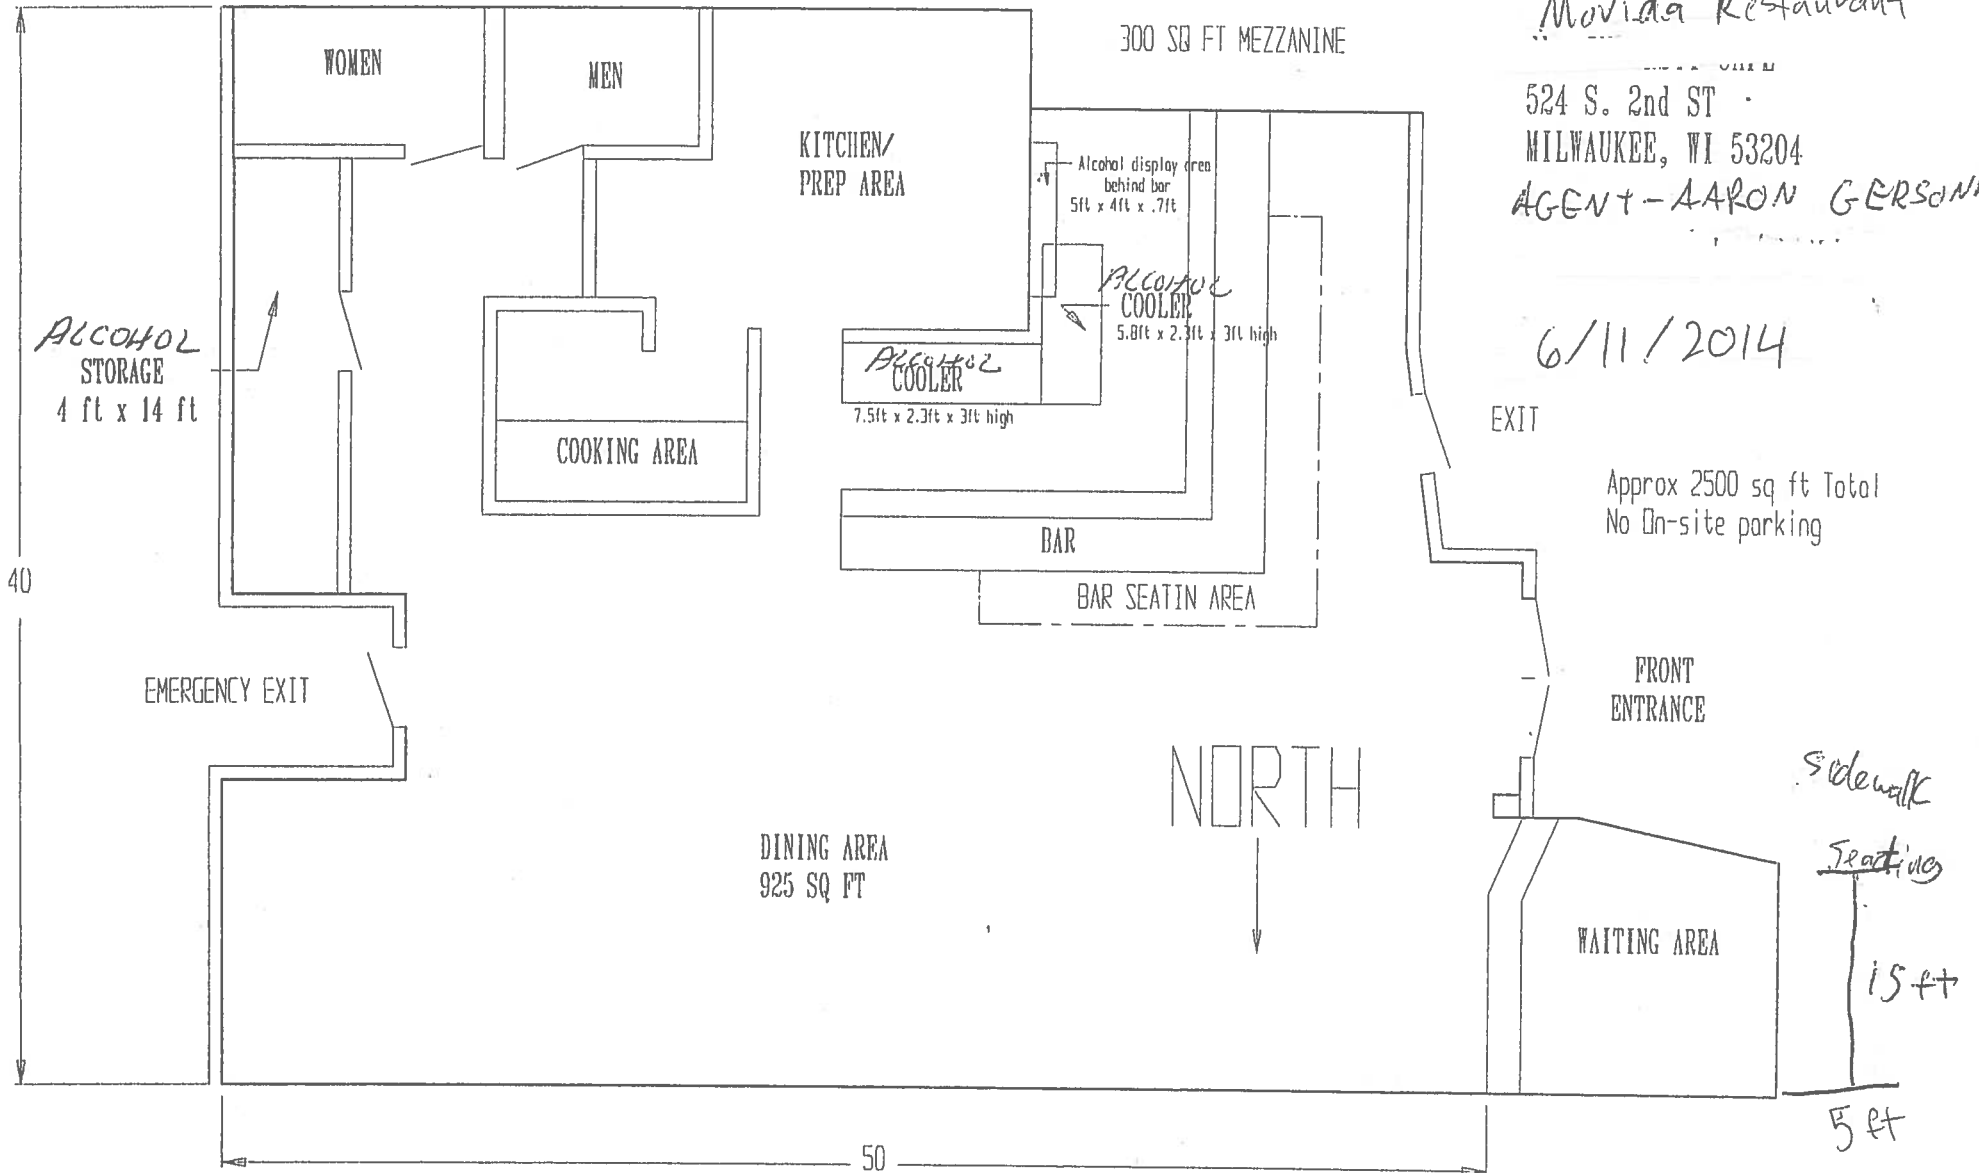 Movida Restaurant
524 S. 2nd ST
MILWAUKEE, WI 53204
AGENT - AARON
6/11/2014
300 SQ FT MEZZANINE
WOMEN
MEN
KITCHEN/
PREP AREA
Alcohol display area
behind bar
5ft x 4ft x .7ft
ALCOHOL
COOLER
5.8ft x 2.3ft x 3ft high
ALCOHOL
COOLER
7.5ft x 2.3ft x 3ft high
ALCOHOL
STORAGE
4 ft x 14 ft
COOKING AREA
EXIT
Approx 2500 sq ft Total
No On-site parking
BAR
BAR SEATIN AREA
40
EMERGENCY EXIT
FRONT
ENTRANCE
NORTH
Sidewalk
Seating
DINING AREA
925 SQ FT
WAITING AREA
15 ft
5 ft
50